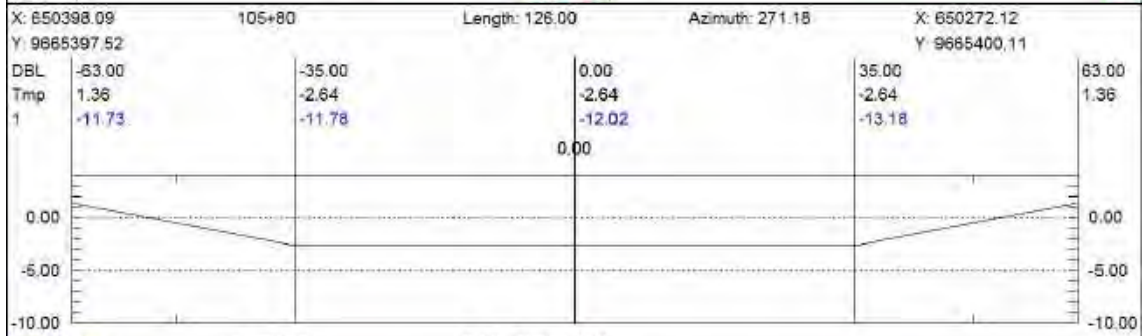 X: 650398.09 105+80 Length: 126.00 Azimuth: 271.18 X: 650272.12
Y: 9665397.52 Y: 9665400.11
DBL -63.00 -35.00 0.00 35.00 63.00
Tmp 1.36 -2.64 -2.64 -2.64 1.36
1 -11.73 -11.78 -12.02 -13.18
0.00
0.00 0.00
-5.00 -5.00
-10.00 -10.00